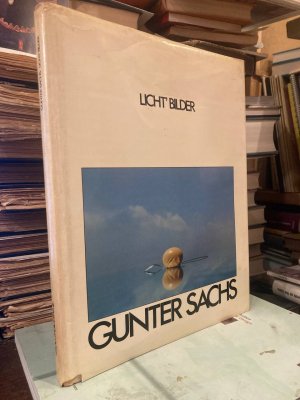 LICHT' BILDER
GUNTER SACHS